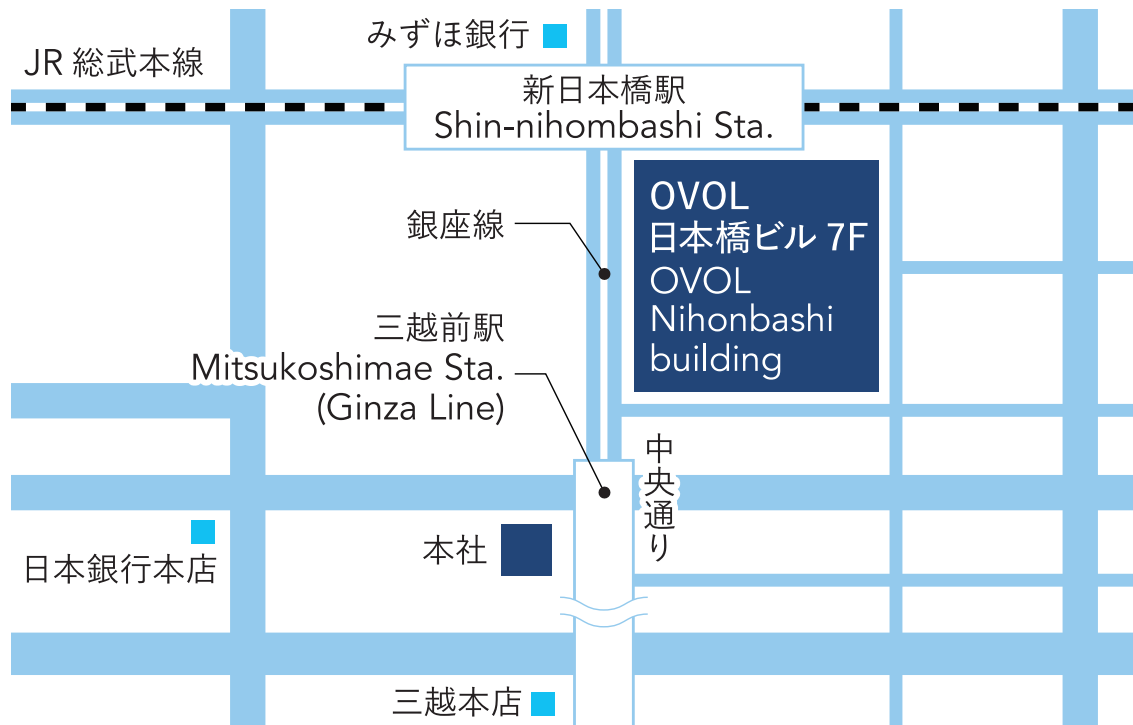 みずほ銀行
JR 総武本線
新日本橋駅
Shin-nihombashi Sta.
OVOL
日本橋ビル 7F
OVOL
Nihonbashi
building
銀座線
三越前駅
Mitsukoshimae Sta.
(Ginza Line)
中央通り
本社
日本銀行本店
三越本店